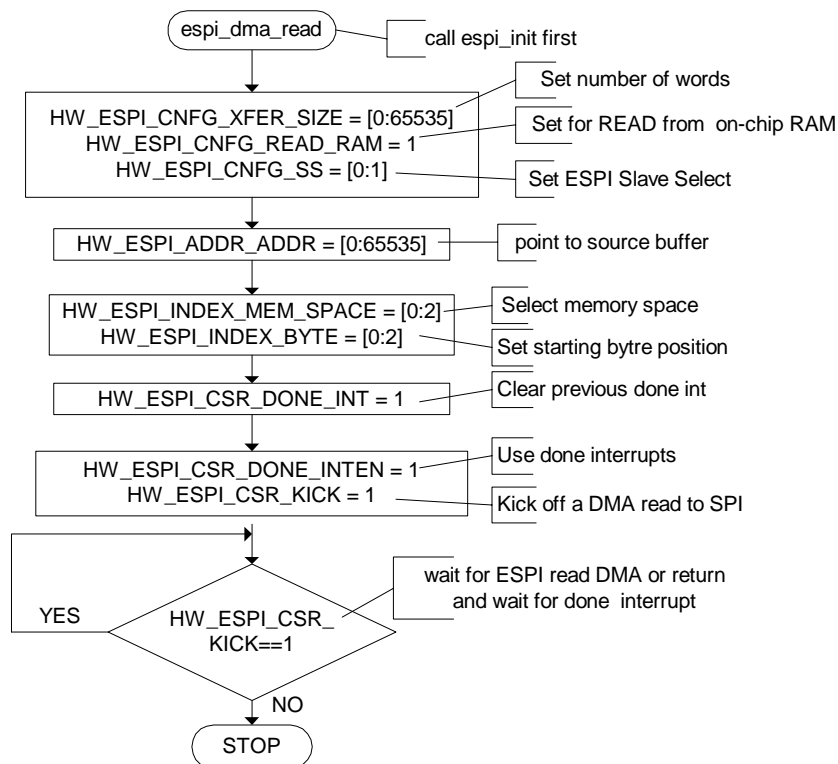 espi_dma_read
call espi_init first
Set number of words
HW_ESPI_CNFG_XFER_SIZE = [0:65535]
HW_ESPI_CNFG_READ_RAM = 1
HW_ESPI_CNFG_SS = [0:1]
Set for READ from on-chip RAM
Set ESPI Slave Select
HW_ESPI_ADDR_ADDR = [0:65535]
point to source buffer
HW_ESPI_INDEX_MEM_SPACE = [0:2]
HW_ESPI_INDEX_BYTE = [0:2]
Select memory space
Set starting bytre position
HW_ESPI_CSR_DONE_INT = 1
Clear previous done int
HW_ESPI_CSR_DONE_INTEN = 1
HW_ESPI_CSR_KICK = 1
Use done interrupts
Kick off a DMA read to SPI
wait for ESPI read DMA or return
and wait for done interrupt
YES
HW_ESPI_CSR_
KICK==1
NO
STOP